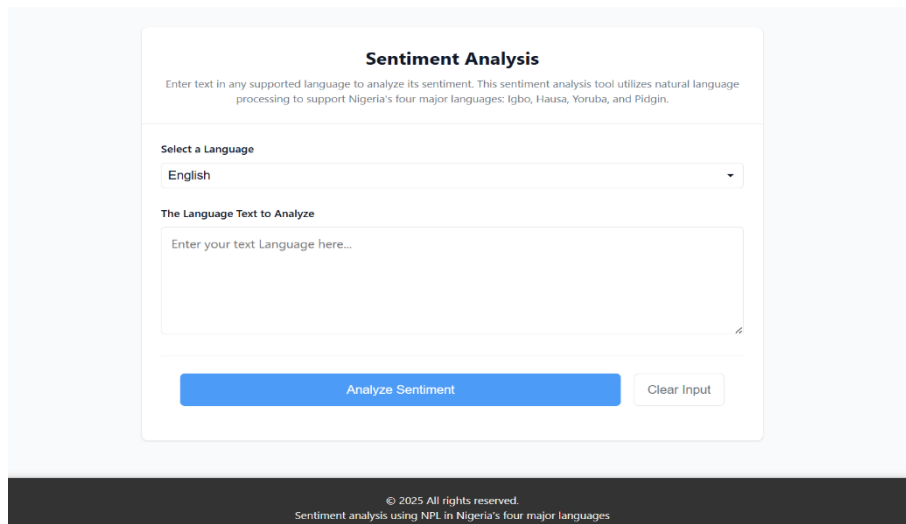 Sentiment Analysis
Enter text in any supported language to analyze its sentiment. This sentiment analysis tool utilizes natural language
processing to support Nigeria's four major languages: Igbo, Hausa, Yoruba, and Pidgin.
Select a Language
English
The Language Text to Analyze
Enter your text Language here...
Analyze Sentiment
Clear Input
© 2025 All rights reserved.
Sentiment analysis using NPL in Nigeria's four major languages